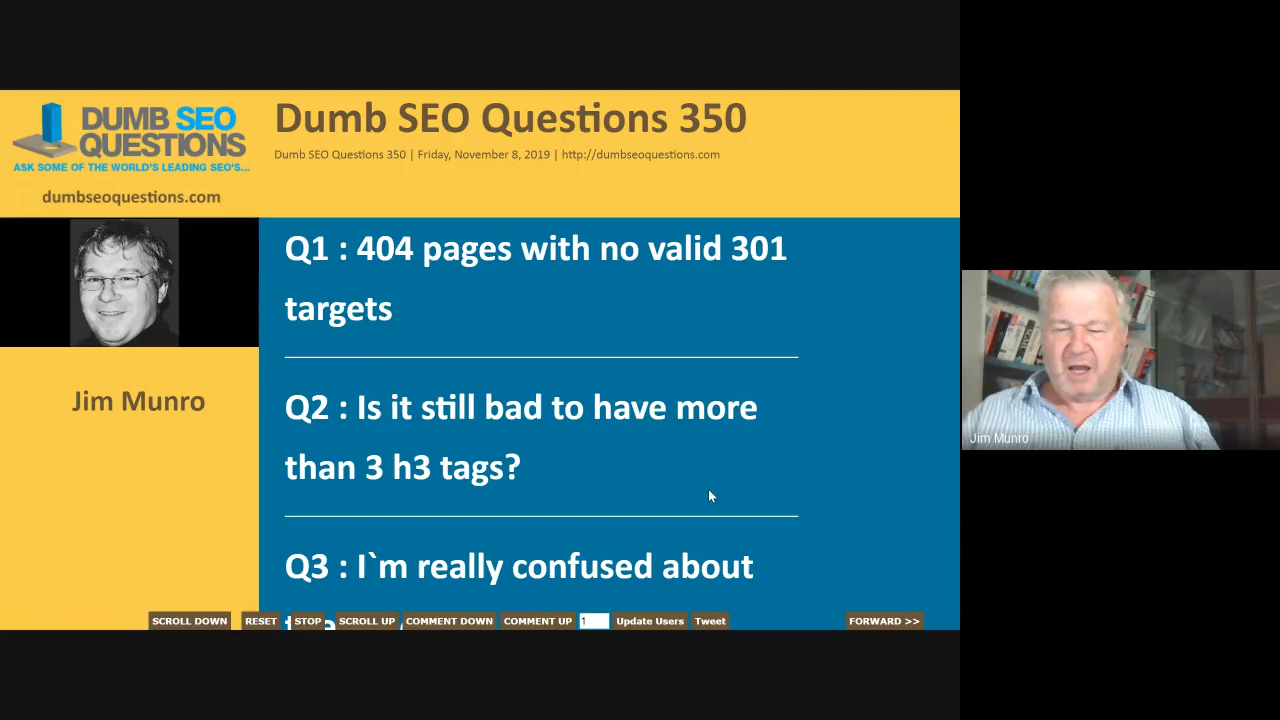 DUMB SEO
QUESTIONS
ASK SOME OF THE WORLD'S LEADING SEO'S...
dumbseoquestions.com
Dumb SEO Questions 350
Dumb SEO Questions 350 | Friday, November 8, 2019 | http://dumbseoquestions.com
Jim Munro
Q1 : 404 pages with no valid 301
targets
Q2 : Is it still bad to have more
than 3 h3 tags?
Q3 : I`m really confused about
SCROLL DOWN RESET STOP SCROLL UP COMMENT DOWN COMMENT UP 1 Update Users Tweet FORWARD >>
Jim Munro